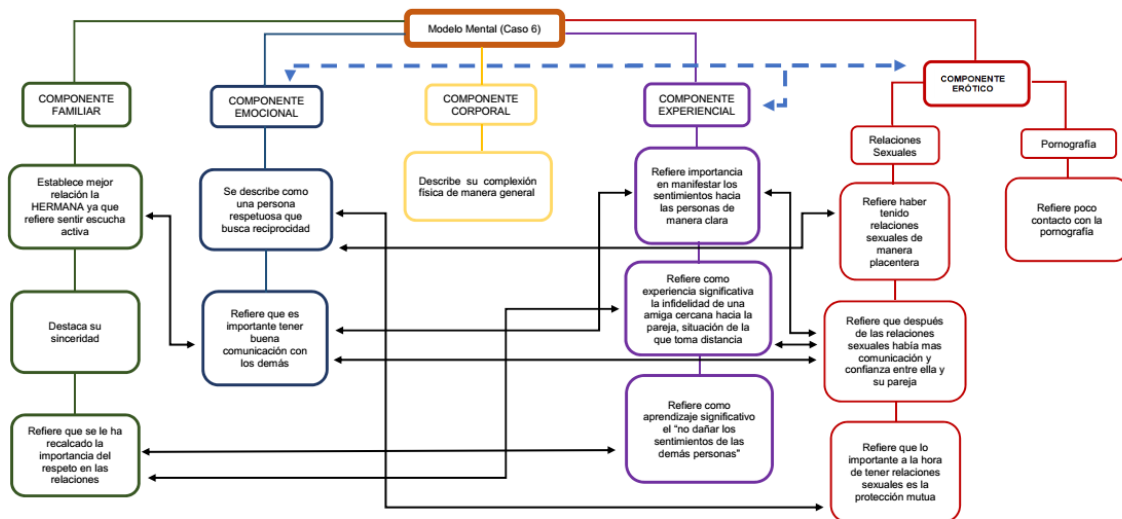 Modelo Mental (Caso 6)
COMPONENTE
FAMILIAR
COMPONENTE
EMOCIONAL
COMPONENTE
CORPORAL
COMPONENTE
EXPERIENCIAL
COMPONENTE
ERÓTICO
Establece mejor
relación la
HERMANA ya que
refiere sentir escucha
activa
Destaca su
sinceridad
Refiere que se le ha
recalcado la
importancia del
respeto en las
relaciones
Se describe como
una persona
respetuosa que
busca reciprocidad
Refiere que es
importante tener
buena
comunicación con
los demás
Describe su complexión
física de manera general
Refiere importancia
en manifestar los
sentimientos hacia
las personas de
manera clara
Refiere como
experiencia significativa
la infidelidad de una
amiga cercana hacia la
pareja, situación de la
que toma distancia
Refiere como
aprendizaje significativo
el “no dañar los
sentimientos de las
demás personas”
Relaciones
Sexuales
Refiere haber
tenido
relaciones
sexuales de
manera
placentera
Refiere que después
de las relaciones
sexuales había mas
comunicación y
confianza entre ella y
su pareja
Refiere que lo
importante a la hora
de tener relaciones
sexuales es la
protección mutua
Pornografía
Refiere poco
contacto con la
pornografía